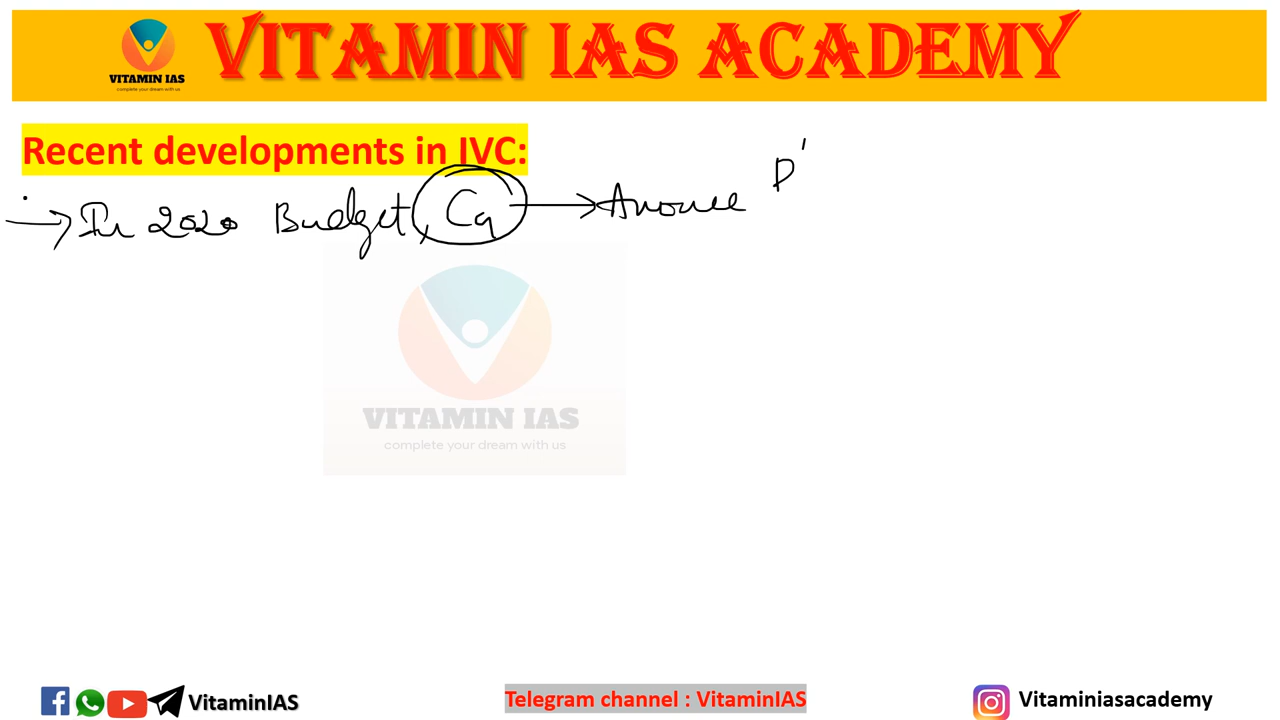 VITAMIN IAS
complete your dream with us
VITAMIN IAS ACADEMY
Recent developments in IVC:
→ In 2020 Budget, CG → Anounce
VITAMIN IAS
complete your dream with us
VitaminIAS
Telegram channel : VitaminIAS
Vitaminiasacademy